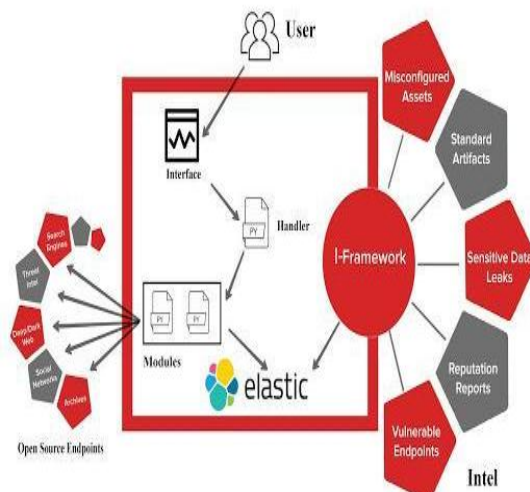 User
Misconfigured
Assets
Standard
Artifacts
Interface
PY
Handler
I-Framework
Sensitive Data
Leaks
Search
Engines
Threat
Intel
Deep/Dark
Web
Social
Networks
Archives
PY
PY
Modules
elastic
Reputation
Reports
Vulnerable
Endpoints
Open Source Endpoints
Intel